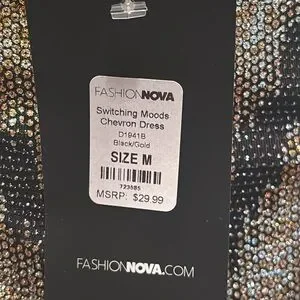 FASHIONNOVA
Switching Moods
Chevron Dress
D1941B
Black/Gold
SIZE M
723585
MSRP: $29.99
FASHIONNOVA.COM